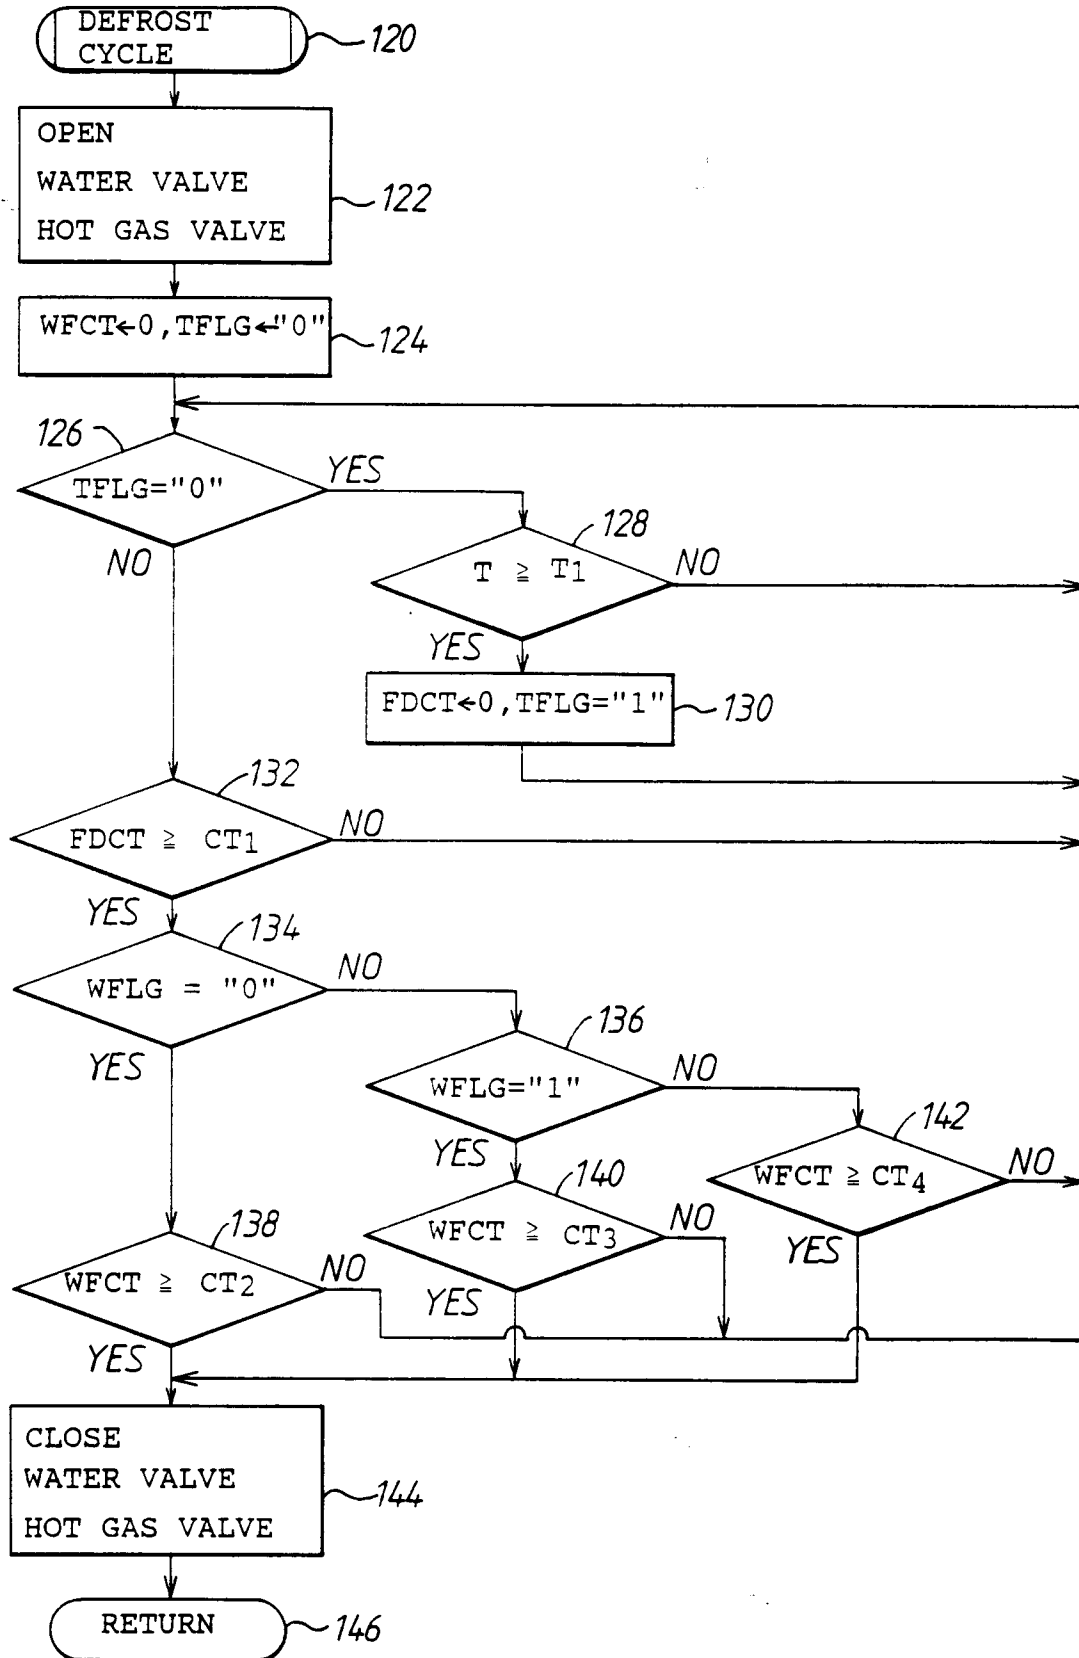 DEFROST
CYCLE
120
OPEN
WATER VALVE
HOT GAS VALVE
122
WFCT←0,TFLG←"0"
124
126
TFLG="0"
YES
NO
128
T ≧ T1
NO
YES
FDCT←0,TFLG="1"
130
132
FDCT ≧ CT1
NO
YES
134
WFLG = "0"
NO
YES
136
WFLG="1"
NO
YES
142
WFCT ≧ CT4
NO
YES
140
WFCT ≧ CT3
NO
YES
138
WFCT ≧ CT2
NO
YES
CLOSE
WATER VALVE
HOT GAS VALVE
144
RETURN
146